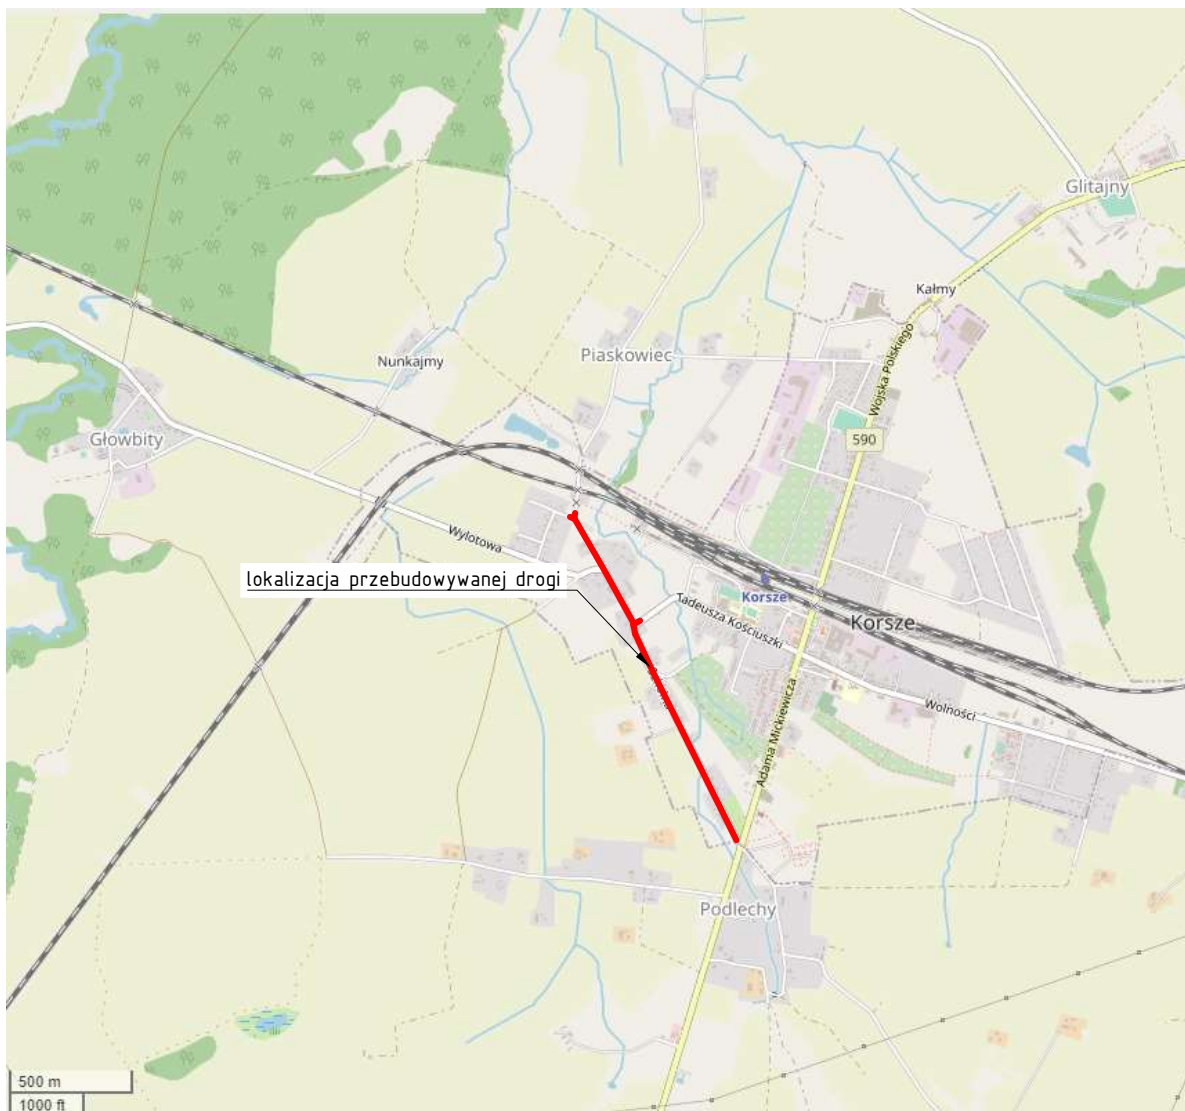 Glitajny
Kałmy
Wojska Polskiego
Piaskowiec
Nunkajmy
590
Głowbity
Wylotowa
lokalizacja przebudowywanej drogi
Korsze
Tadeusza Kościuszki
Korsze
Wolności
Adama Mickiewicza
Podlechy
500 m
1000 ft